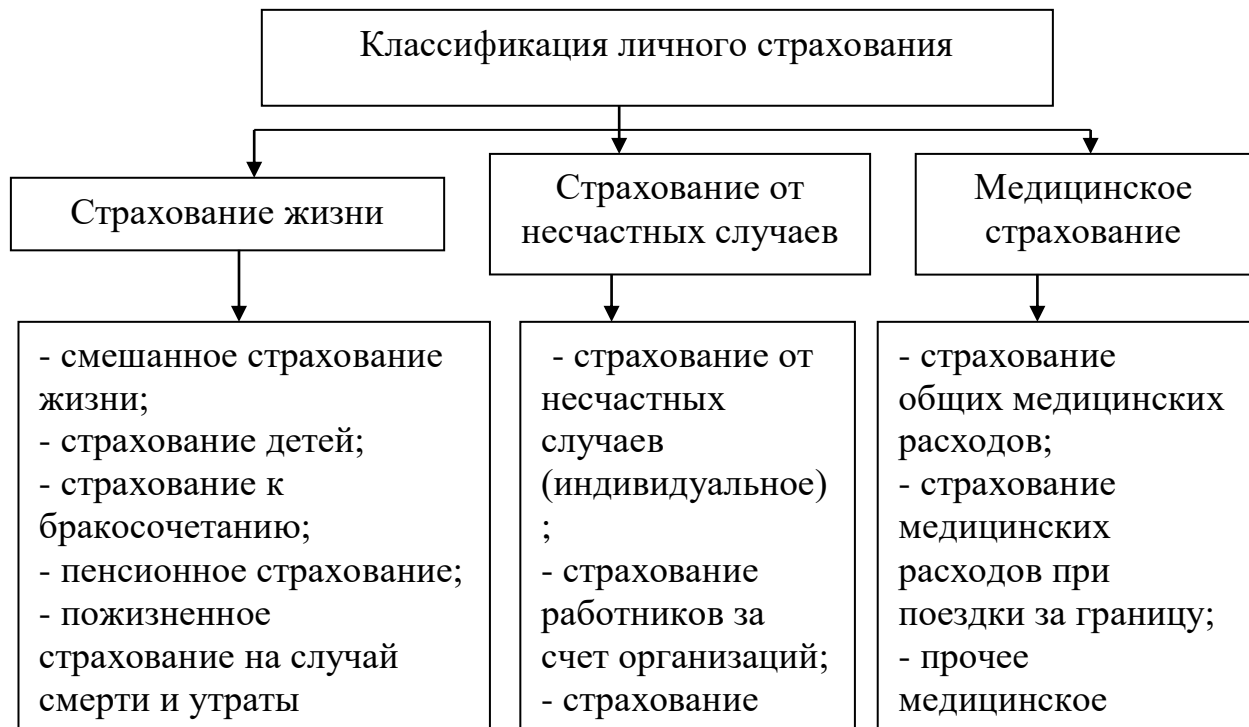 Классификация личного страхования
Страхование жизни
Страхование от
несчастных случаев
Медицинское
страхование
- смешанное страхование
жизни;
- страхование детей;
- страхование к
бракосочетанию;
- пенсионное страхование;
- пожизненное
страхование на случай
смерти и утраты
- страхование от
несчастных
случаев
(индивидуальное)
;
- страхование
работников за
счет организаций;
- страхование
- страхование
общих медицинских
расходов;
- страхование
медицинских
расходов при
поездки за границу;
- прочее
медицинское